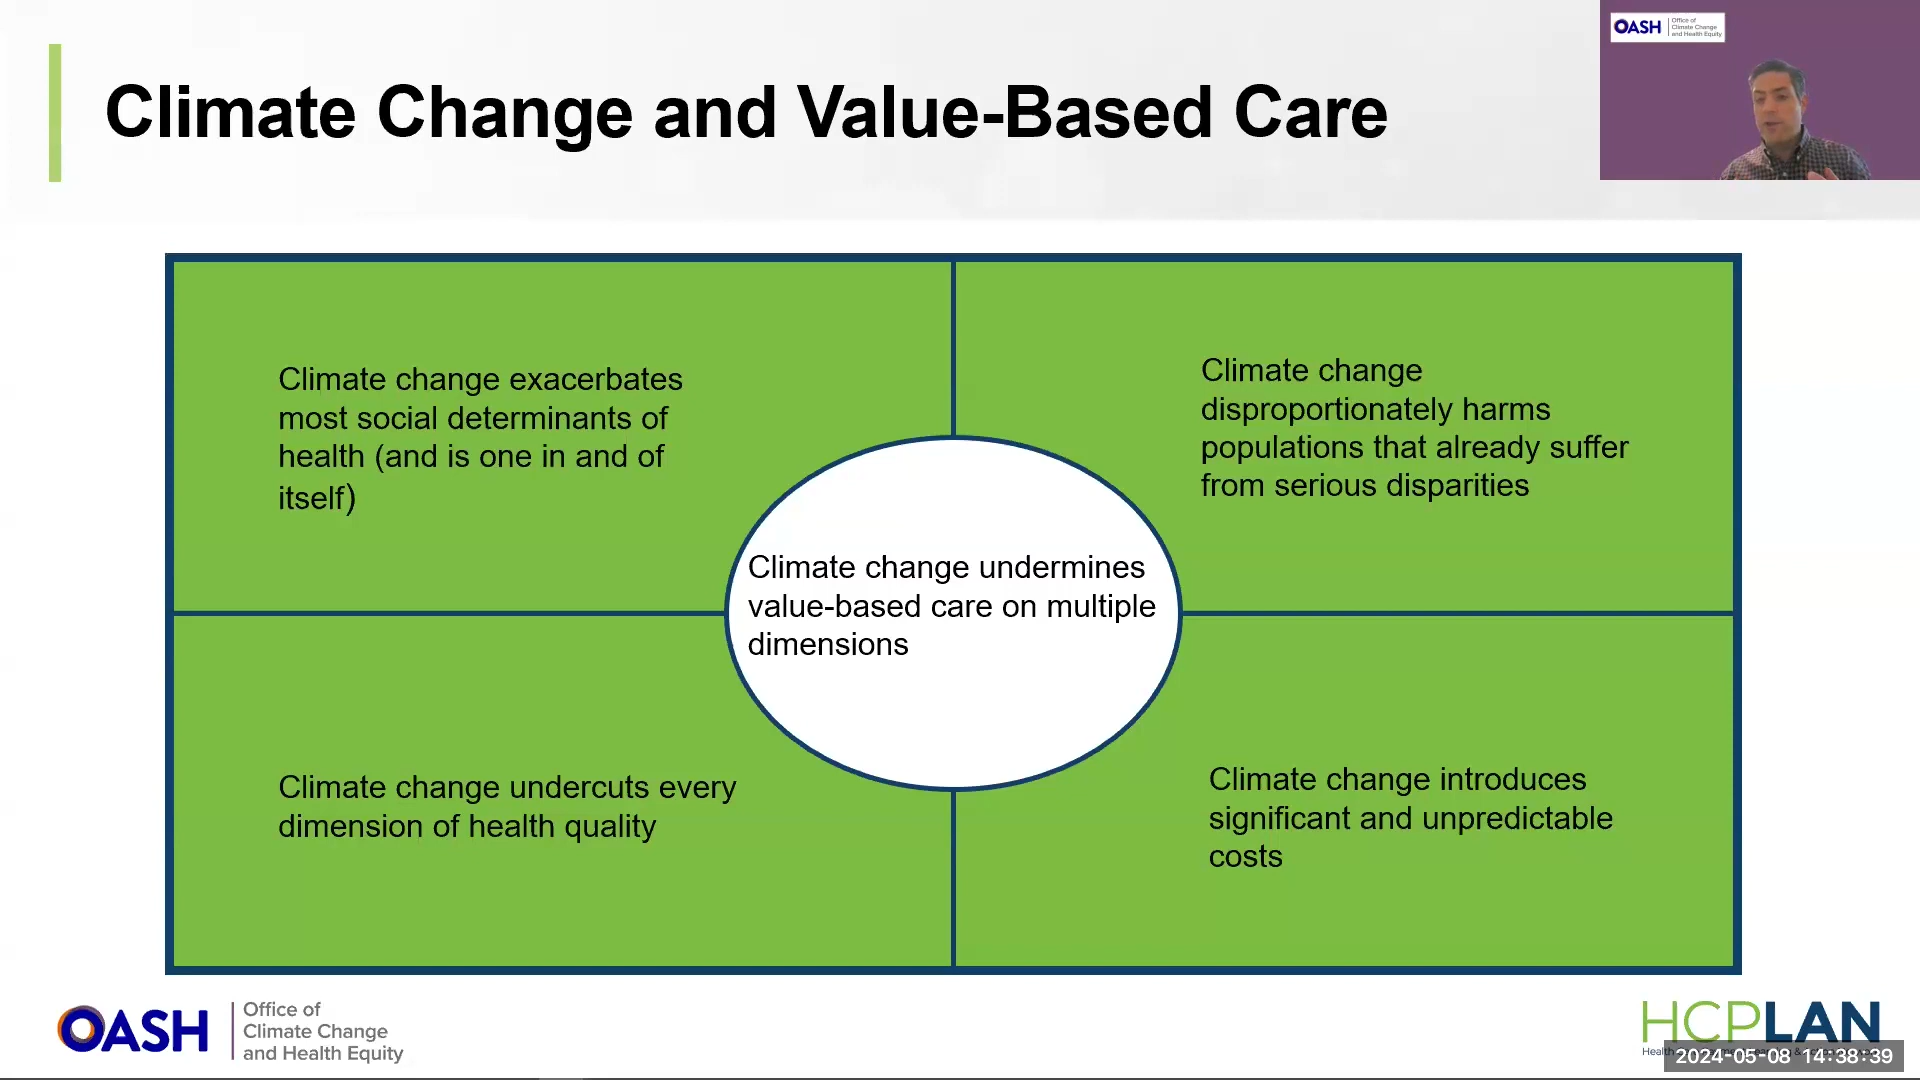 OASH
Office of
Climate Change
and Health Equity
Climate Change and Value-Based Care
Climate change exacerbates
most social determinants of
health (and is one in and of
itself)
Climate change
disproportionately harms
populations that already suffer
from serious disparities
Climate change undermines
value-based care on multiple
dimensions
Climate change undercuts every
dimension of health quality
Climate change introduces
significant and unpredictable
costs
OASH
Office of
Climate Change
and Health Equity
HCPLAN
2024-05-08 14:38:39